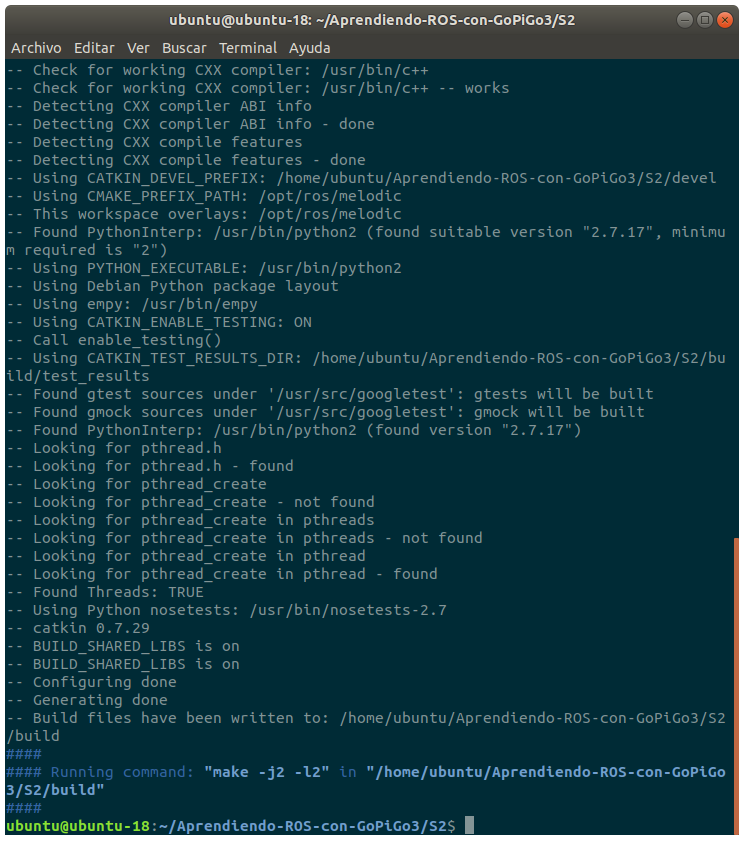 ubuntu@ubuntu-18: ~/Aprendiendo-ROS-con-GoPiGo3/S2
Archivo Editar Ver Buscar Terminal Ayuda
-- Check for working CXX compiler: /usr/bin/c++
-- Check for working CXX compiler: /usr/bin/c++ -- works
-- Detecting CXX compiler ABI info
-- Detecting CXX compiler ABI info - done
-- Detecting CXX compile features
-- Detecting CXX compile features - done
-- Using CATKIN_DEVEL_PREFIX: /home/ubuntu/Aprendiendo-ROS-con-GoPiGo3/S2/devel
-- Using CMAKE_PREFIX_PATH: /opt/ros/melodic
-- This workspace overlays: /opt/ros/melodic
-- Found PythonInterp: /usr/bin/python2 (found suitable version "2.7.17", minimu
m required is "2")
-- Using PYTHON_EXECUTABLE: /usr/bin/python2
-- Using Debian Python package layout
-- Using empy: /usr/bin/empy
-- Using CATKIN_ENABLE_TESTING: ON
-- Call enable_testing()
-- Using CATKIN_TEST_RESULTS_DIR: /home/ubuntu/Aprendiendo-ROS-con-GoPiGo3/S2/bu
ild/test_results
-- Found gtest sources under '/usr/src/googletest': gtests will be built
-- Found gmock sources under '/usr/src/googletest': gmock will be built
-- Found PythonInterp: /usr/bin/python2 (found version "2.7.17")
-- Looking for pthread.h
-- Looking for pthread.h - found
-- Looking for pthread_create
-- Looking for pthread_create - not found
-- Looking for pthread_create in pthreads
-- Looking for pthread_create in pthreads - not found
-- Looking for pthread_create in pthread
-- Looking for pthread_create in pthread - found
-- Found Threads: TRUE
-- Using Python nosetests: /usr/bin/nosetests-2.7
-- catkin 0.7.29
-- BUILD_SHARED_LIBS is on
-- BUILD_SHARED_LIBS is on
-- Configuring done
-- Generating done
-- Build files have been written to: /home/ubuntu/Aprendiendo-ROS-con-GoPiGo3/S2
/build
####
#### Running command: "make -j2 -l2" in "/home/ubuntu/Aprendiendo-ROS-con-GoPiGo
3/S2/build"
####
ubuntu@ubuntu-18:~/Aprendiendo-ROS-con-GoPiGo3/S2$